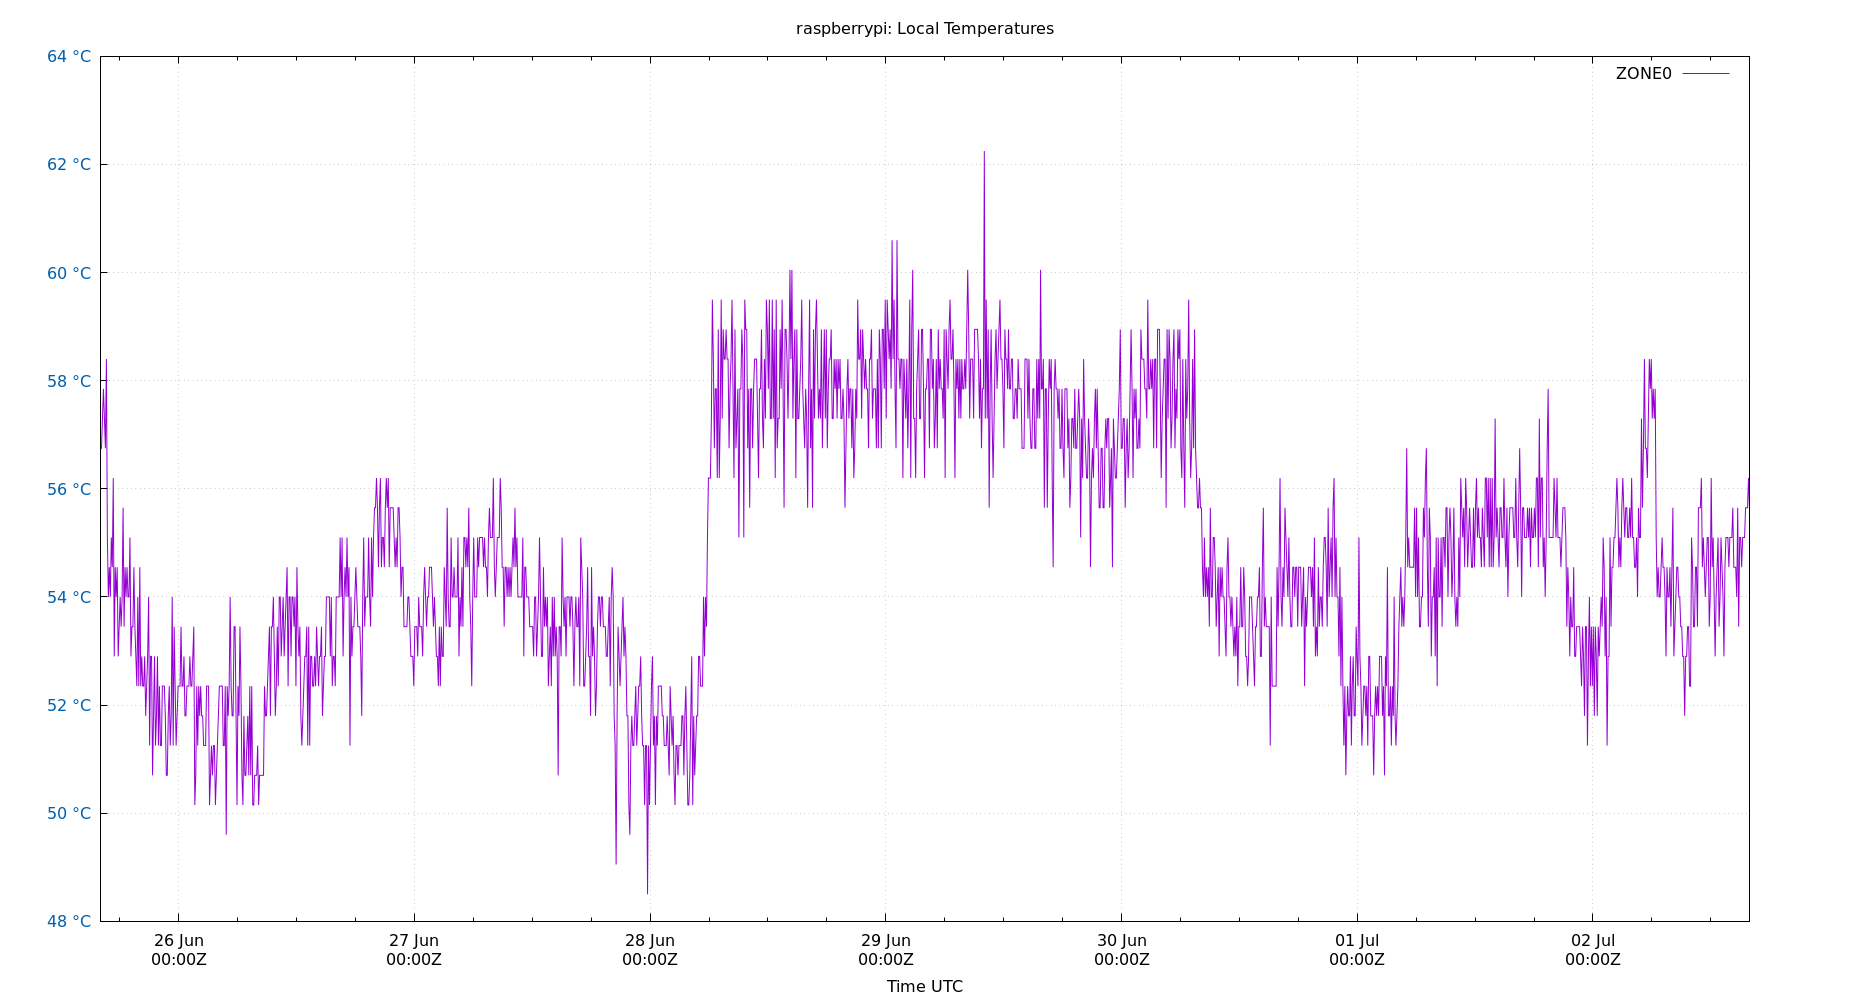 raspberrypi: Local Temperatures
64 °C
ZONE0
62 °C
60 °C
58 °C
56 °C
54 °C
52 °C
50 °C
48 °C
26 Jun 27 Jun 28 Jun 29 Jun 30 Jun 01 Jul 02 Jul
00:00Z 00:00Z 00:00Z 00:00Z 00:00Z 00:00Z 00:00Z
Time UTC